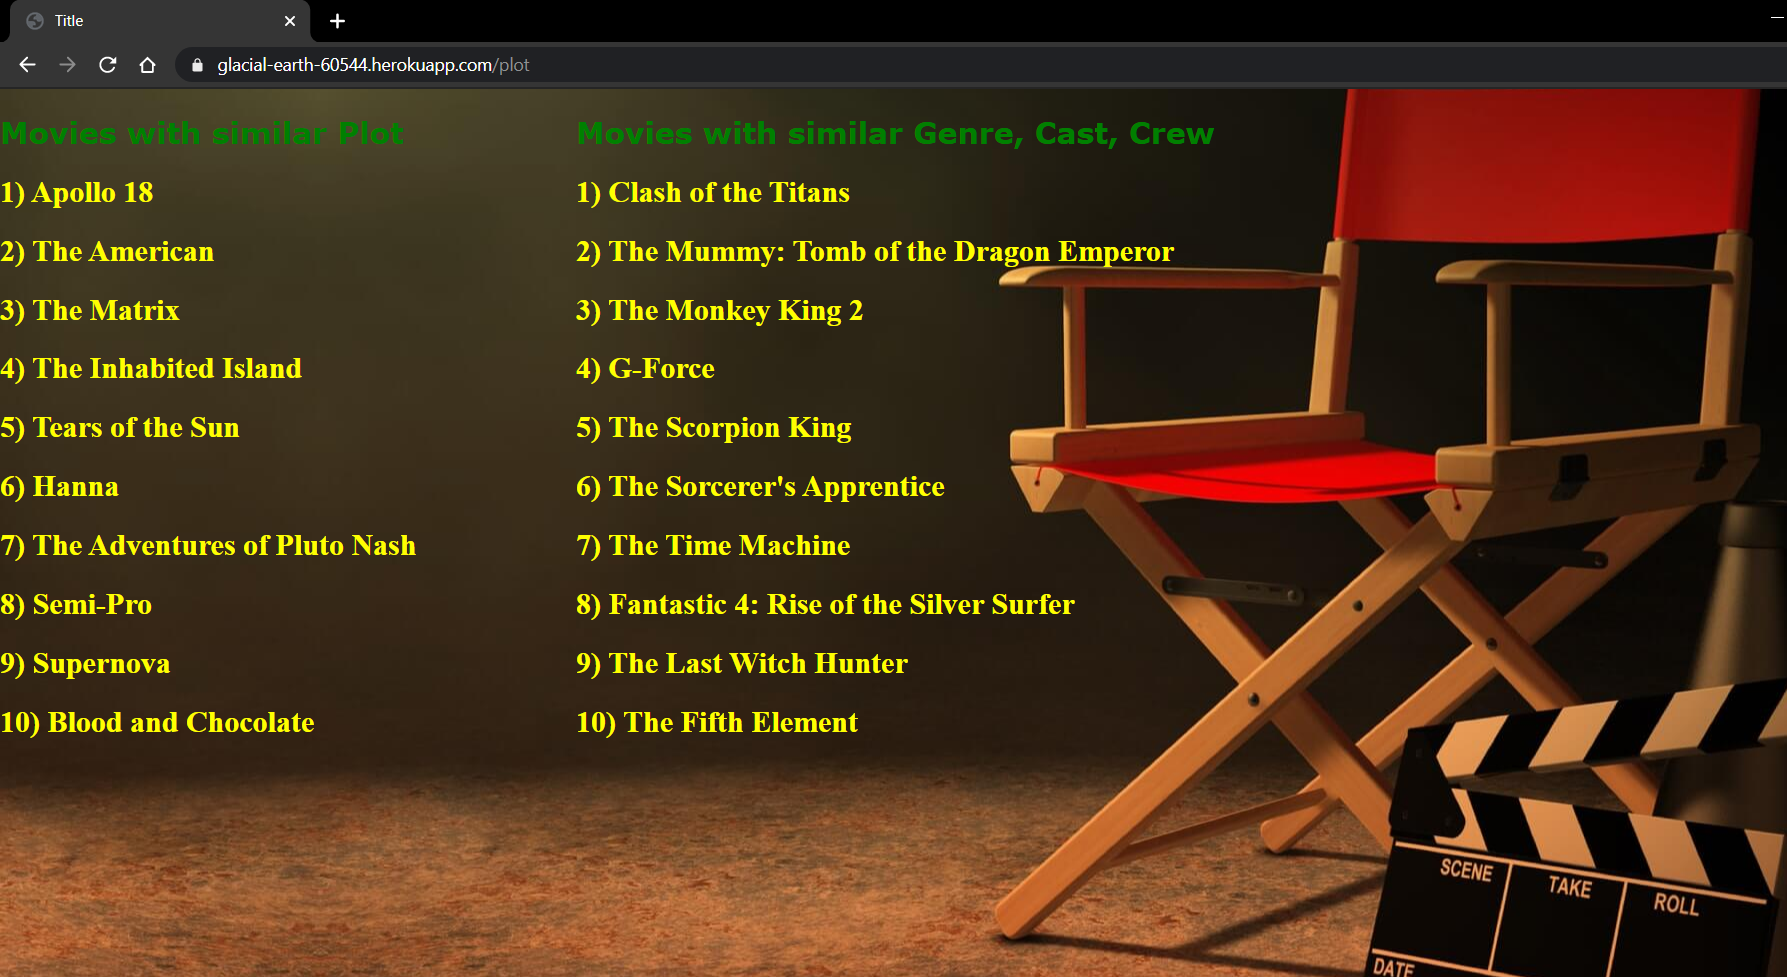 Title
glacial-earth-60544.herokuapp.com/plot
Movies with similar Plot
1) Apollo 18
2) The American
3) The Matrix
4) The Inhabited Island
5) Tears of the Sun
6) Hanna
7) The Adventures of Pluto Nash
8) Semi-Pro
9) Supernova
10) Blood and Chocolate
Movies with similar Genre, Cast, Crew
1) Clash of the Titans
2) The Mummy: Tomb of the Dragon Emperor
3) The Monkey King 2
4) G-Force
5) The Scorpion King
6) The Sorcerer's Apprentice
7) The Time Machine
8) Fantastic 4: Rise of the Silver Surfer
9) The Last Witch Hunter
10) The Fifth Element
SCENE TAKE ROLL
DATE